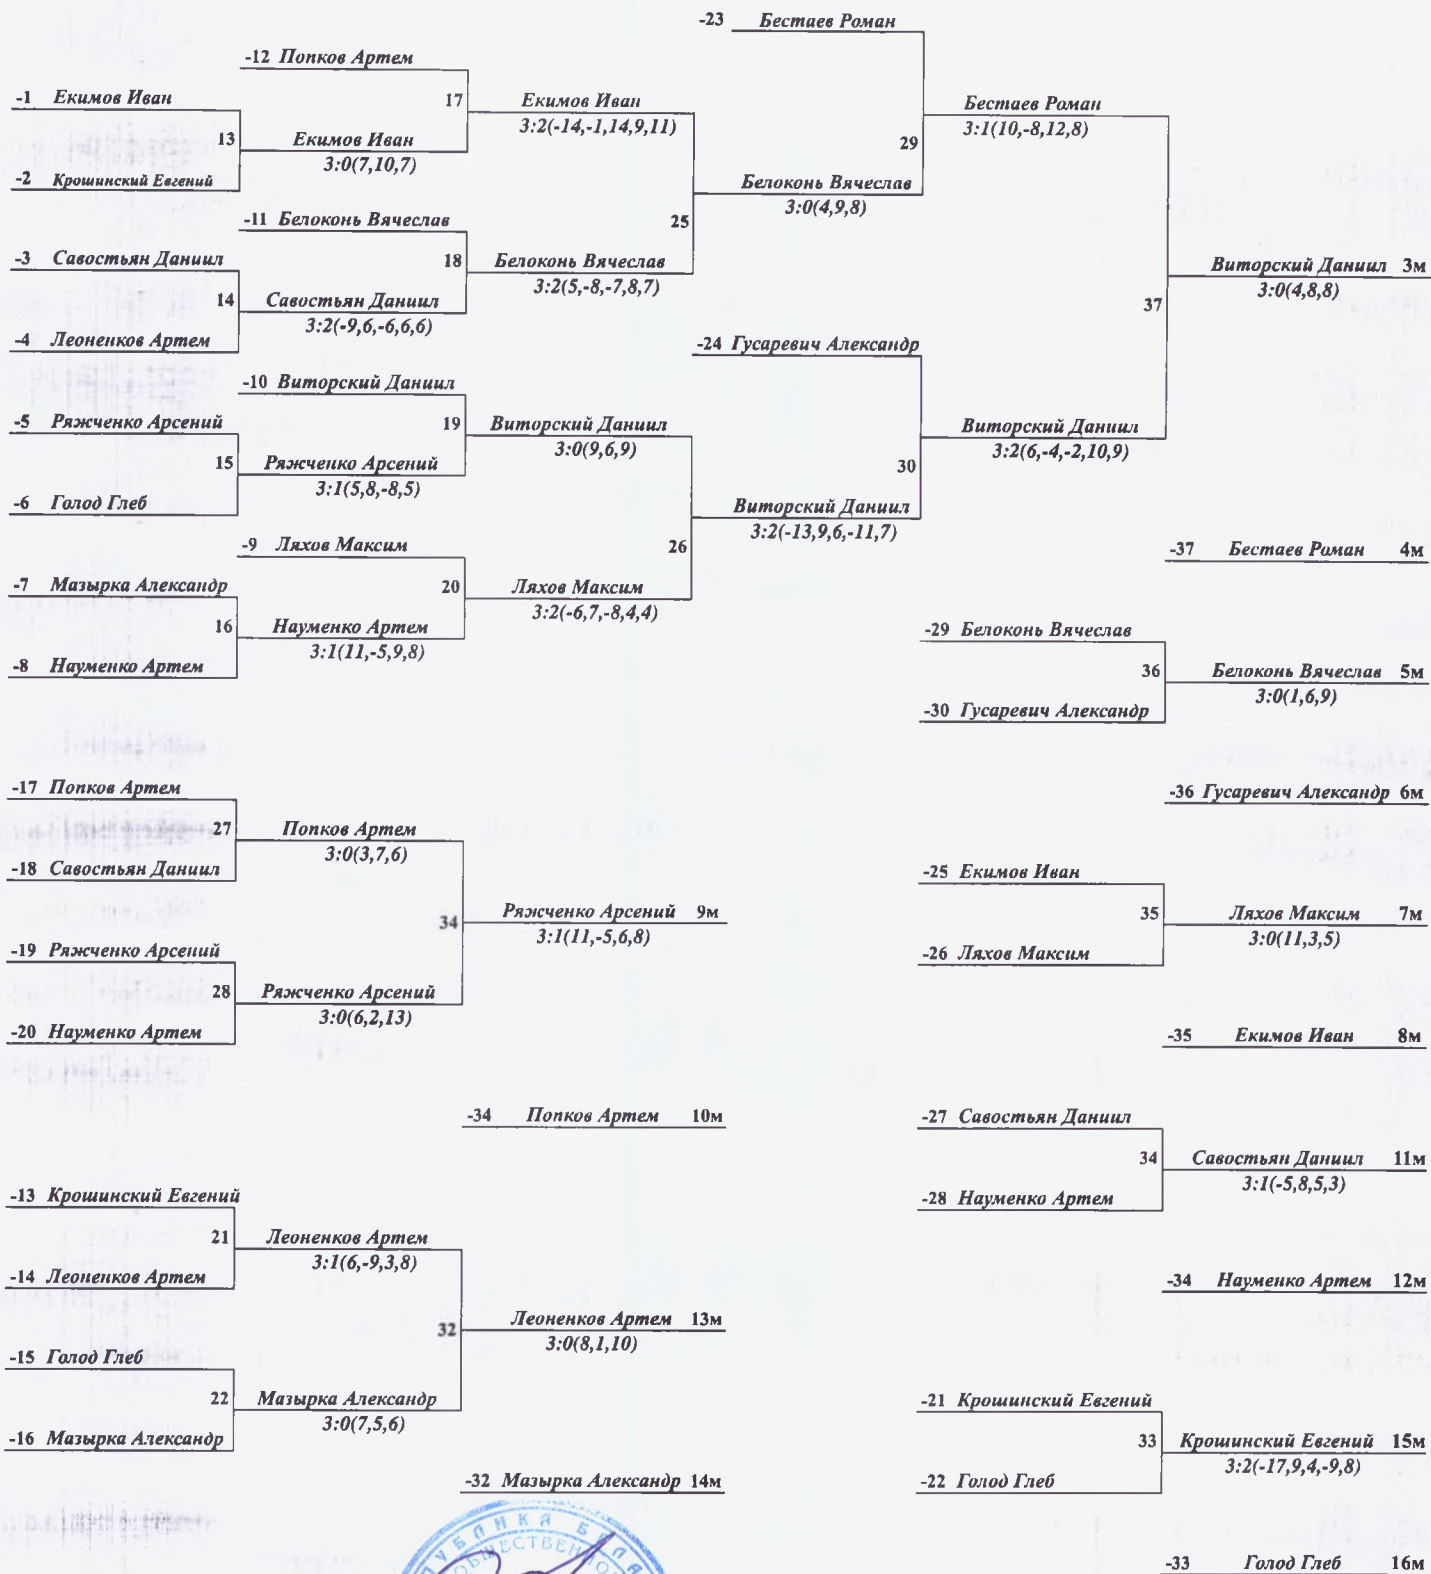 -23 Бестаев Роман
-12 Попков Артем
-1 Екимов Иван
17 Екимов Иван
3:2(-14,-1,14,9,11)
Бестаев Роман
3:1(10,-8,12,8)
13 Екимов Иван
3:0(7,10,7)
29
-2 Крошинский Евгений
Белоконь Вячеслав
3:0(4,9,8)
-11 Белоконь Вячеслав
25
-3 Савостьян Даниил
18 Белоконь Вячеслав
3:2(5,-8,-7,8,7)
Виторский Даниил 3м
3:0(4,8,8)
14 Савостьян Даниил
3:2(-9,6,-6,6,6)
37
-4 Леоненков Артем
-24 Гусаревич Александр
-10 Виторский Даниил
-5 Ряжченко Арсений
19 Виторский Даниил
3:0(9,6,9)
Виторский Даниил
3:2(6,-4,-2,10,9)
15 Ряжченко Арсений
3:1(5,8,-8,5)
30
-6 Голод Глеб
Виторский Даниил
3:2(-13,9,6,-11,7)
-9 Ляхов Максим
26
-37 Бестаев Роман 4м
-7 Мазырка Александр
20 Ляхов Максим
3:2(-6,7,-8,4,4)
16 Науменко Артем
3:1(11,-5,9,8)
-29 Белоконь Вячеслав
-8 Науменко Артем
36 Белоконь Вячеслав 5м
3:0(1,6,9)
-30 Гусаревич Александр
-17 Попков Артем
-36 Гусаревич Александр 6м
27 Попков Артем
3:0(3,7,6)
-18 Савостьян Даниил
-25 Екимов Иван
34 Ряжченко Арсений 9м
3:1(11,-5,6,8)
35 Ляхов Максим 7м
3:0(11,3,5)
-19 Ряжченко Арсений
-26 Ляхов Максим
28 Ряжченко Арсений
3:0(6,2,13)
-20 Науменко Артем
-35 Екимов Иван 8м
-34 Попков Артем 10м
-27 Савостьян Даниил
34 Савостьян Даниил 11м
3:1(-5,8,5,3)
-13 Крошинский Евгений
-28 Науменко Артем
21 Леоненков Артем
3:1(6,-9,3,8)
-14 Леоненков Артем
-34 Науменко Артем 12м
32 Леоненков Артем 13м
3:0(8,1,10)
-15 Голод Глеб
22 Мазырка Александр
3:0(7,5,6)
-21 Крошинский Евгений
-16 Мазырка Александр
33 Крошинский Евгений 15м
3:2(-17,9,4,-9,8)
-32 Мазырка Александр 14м
-22 Голод Глеб
-33 Голод Глеб 16м